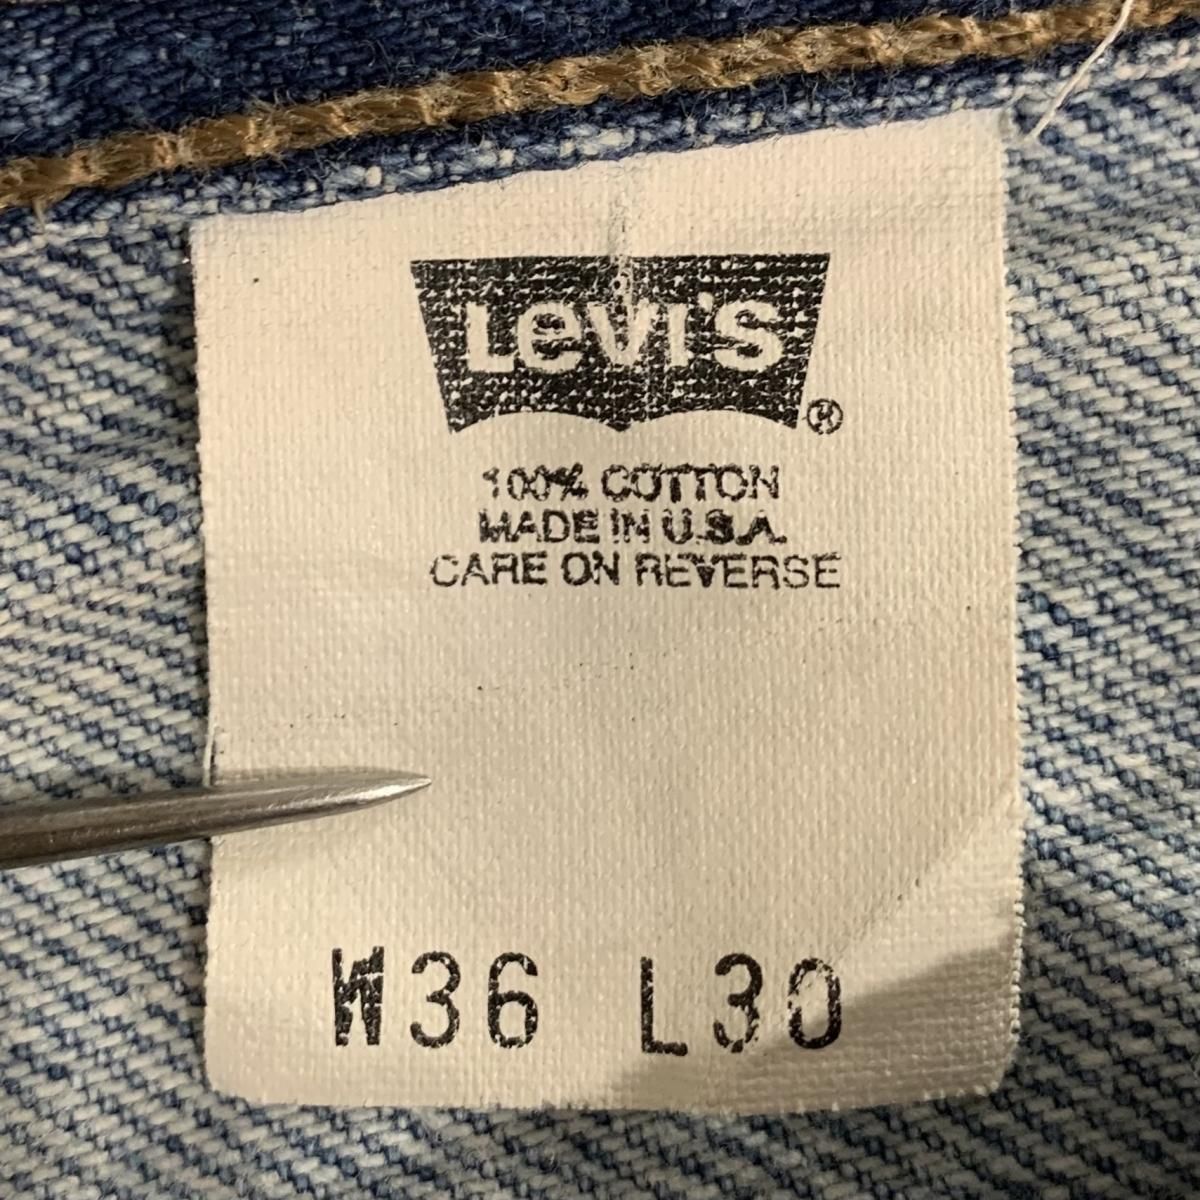 Levi's ®
100% COTTON
MADE IN U.S.A.
CARE ON REVERSE
W36 L30